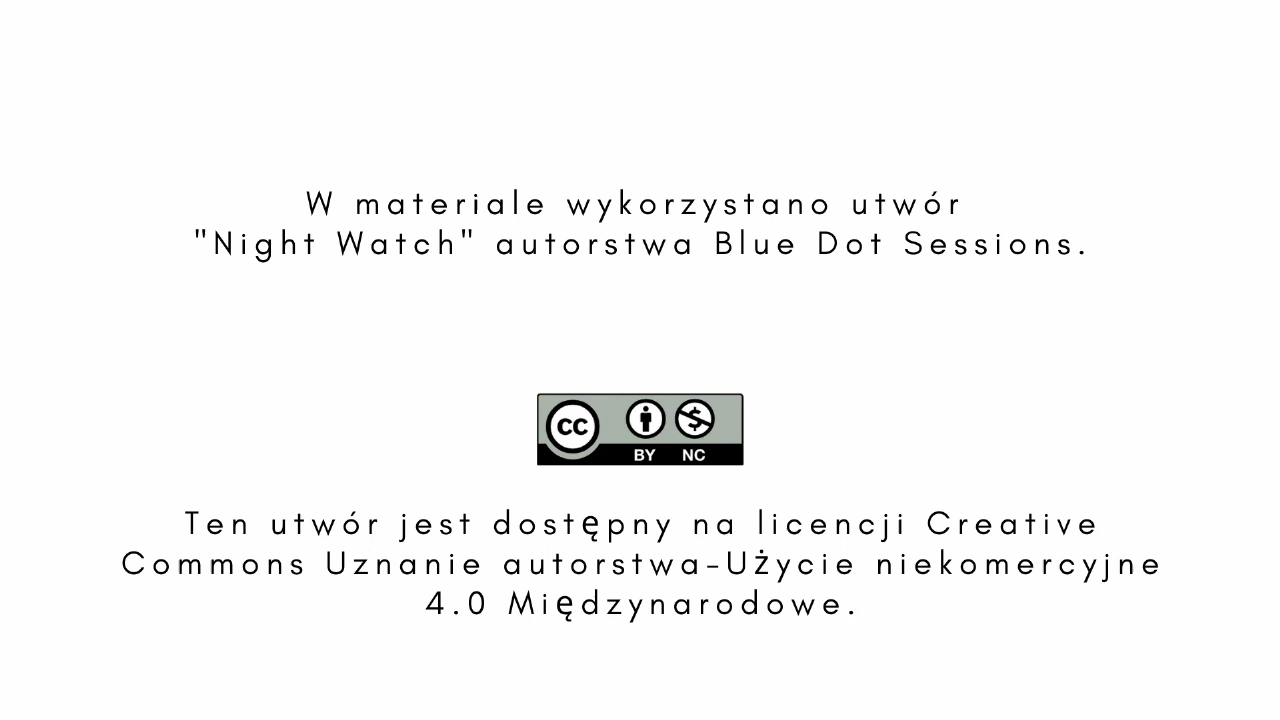 W materiale wykorzystano utwór
"Night Watch" autorstwa Blue Dot Sessions.
CC BY NC
Ten utwór jest dostępny na licencji Creative
Commons Uznanie autorstwa-Użycie niekomercyjne
4.0 Międzynarodowe.